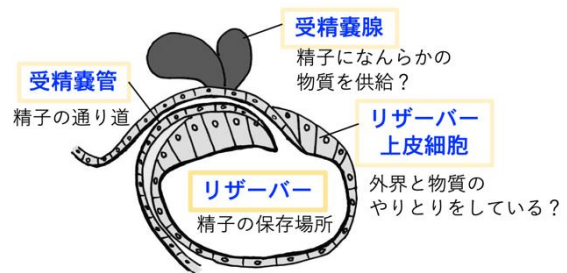 受精嚢腺
精子になんらかの
物質を供給？
受精嚢管
精子の通り道
リザーバー
上皮細胞
外界と物質の
やりとりをしている？
リザーバー
精子の保存場所